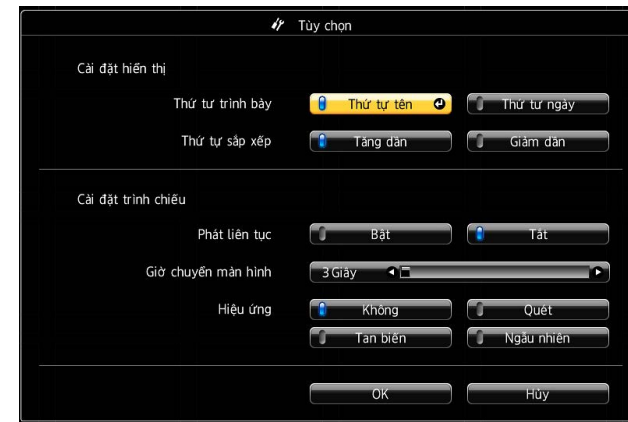 Tùy chọn
Cài đặt hiển thị
Thứ tự trình bày Thứ tự tên Thứ tự ngày
Thứ tự sắp xếp Tăng dần Giảm dần
Cài đặt trình chiếu
Phát liên tục Bật Tắt
Giờ chuyển màn hình 3 Giây
Hiệu ứng Không Quét
Tan biến Ngẫu nhiên
OK Hủy